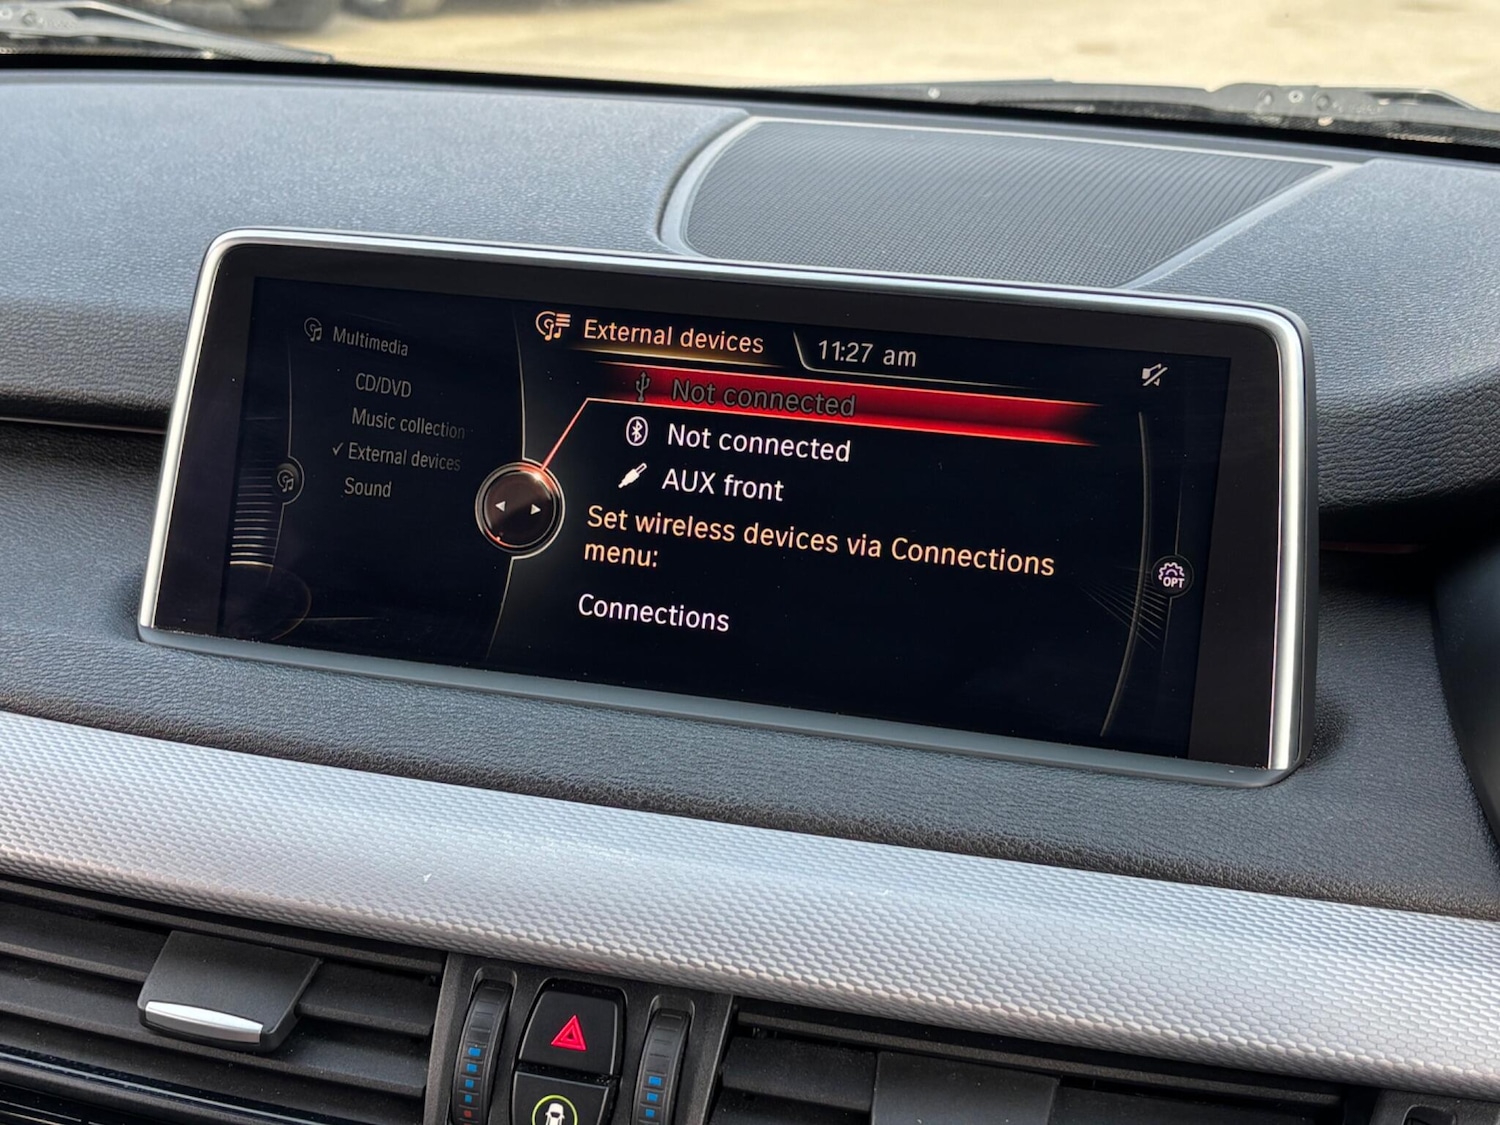 Multimedia
CD/DVD
Music collection
✓ External devices
Sound
External devices
11:27 am
Not connected
Not connected
AUX front
Set wireless devices via Connections
menu:
Connections
OPT